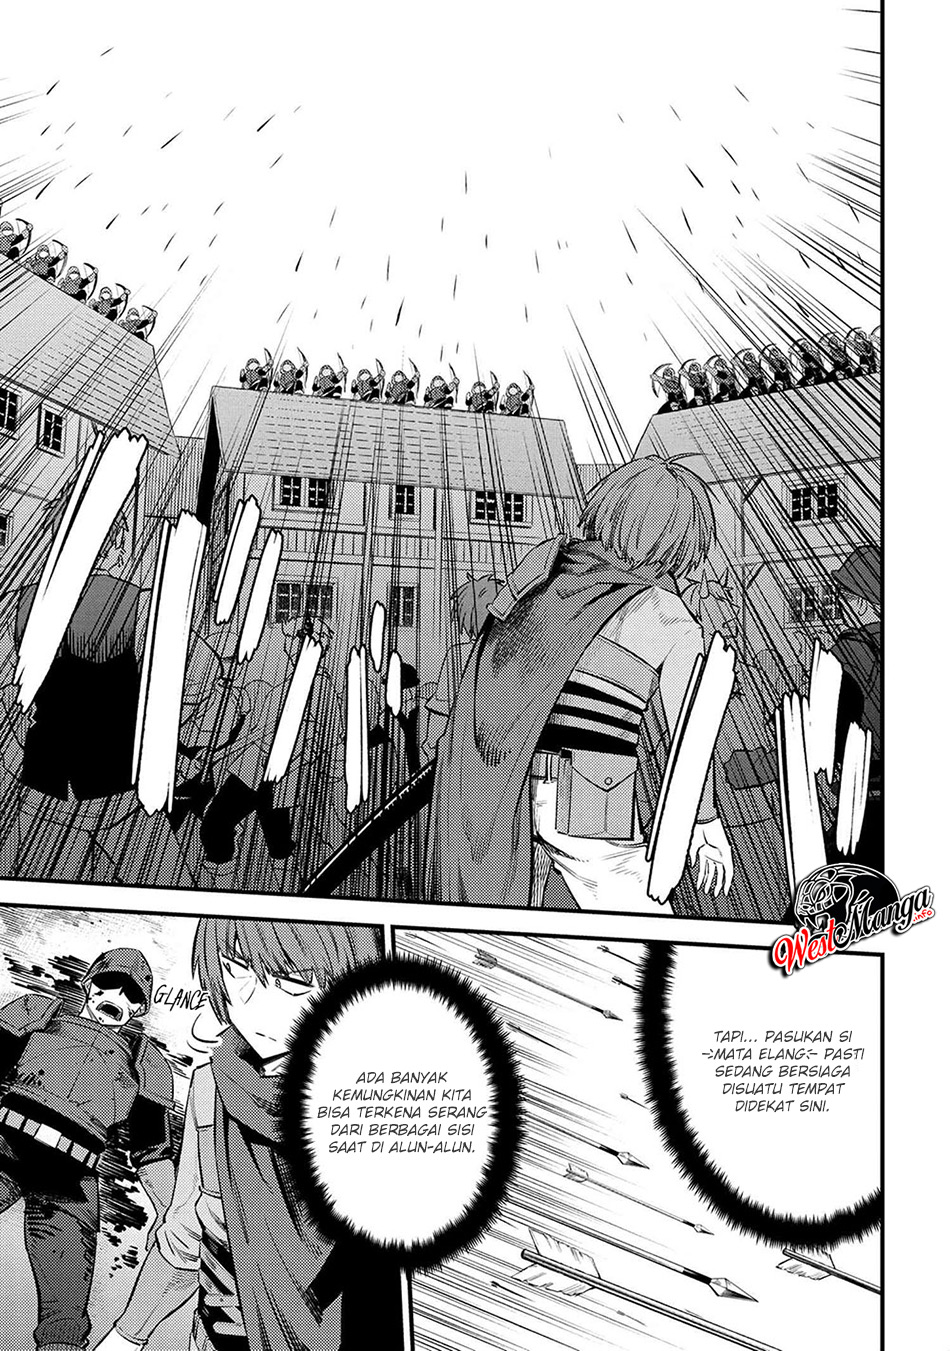 WestManga
.info
TAPI... PASUKAN SI
->MATA ELANG<- PASTI
SEDANG BERSIAGA
DISUATU TEMPAT
DIDEKAT SINI.
ADA BANYAK
KEMUNGKINAN KITA
BISA TERKENA SERANG
DARI BERBAGAI SISI
SAAT DI ALUN-ALUN.
GLANCE